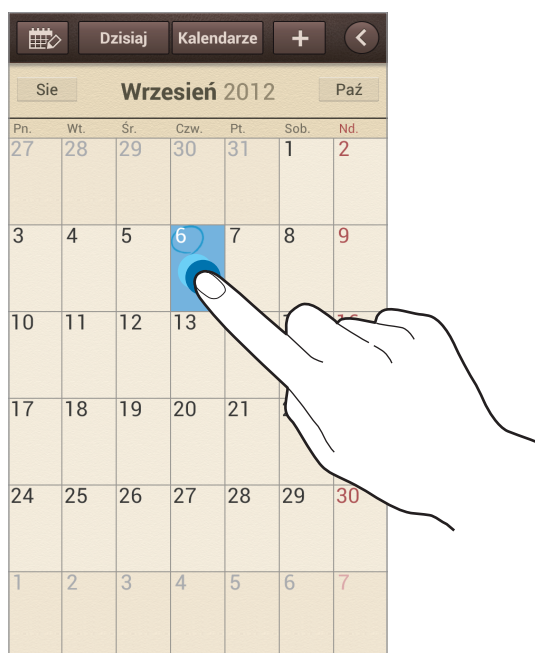 Dzisiaj Kalendarze +
Sie Wrzesień 2012 Paź
Pn. Wt. Śr. Czw. Pt. Sob. Nd.
27 28 29 30 31 1 2
3 4 5 6 7 8 9
10 11 12 13
17 18 19 20 21
24 25 26 27 28 29 30
1 2 3 4 5 6 7